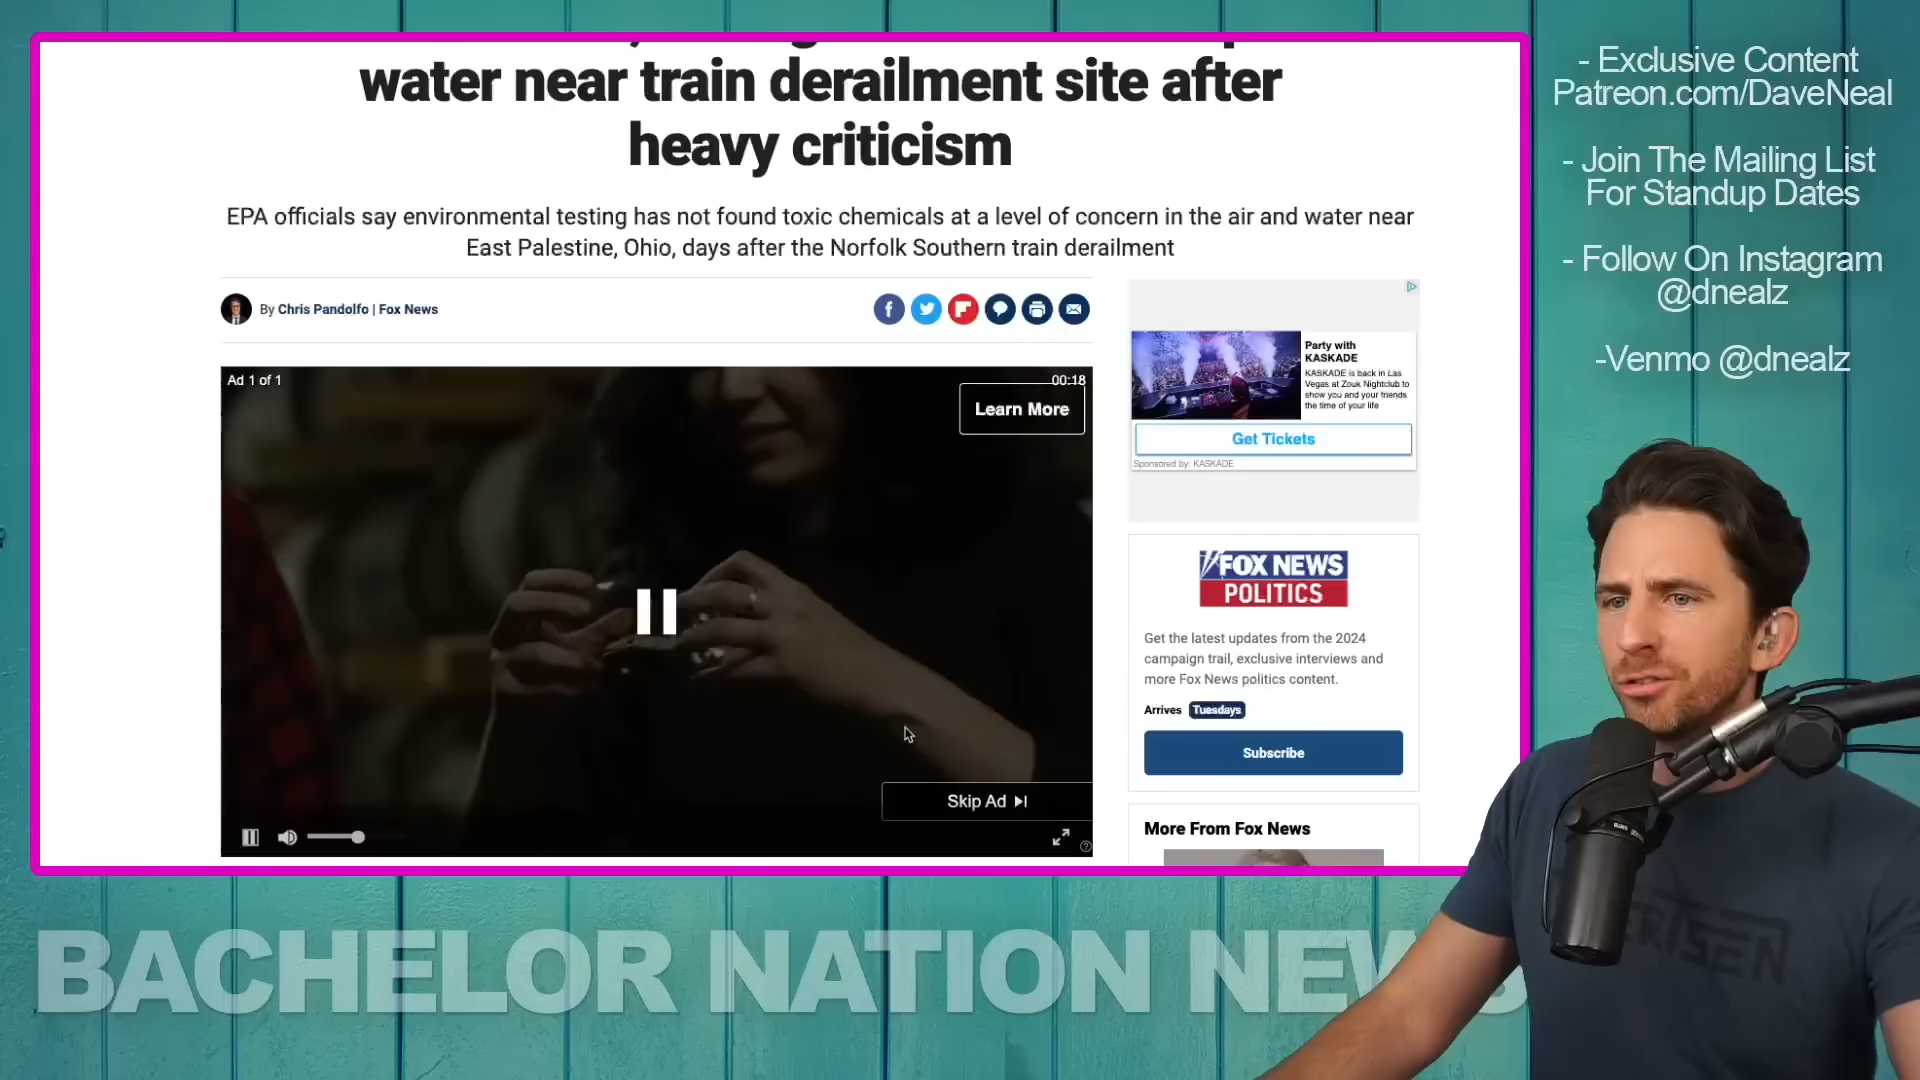 water near train derailment site after
heavy criticism
EPA officials say environmental testing has not found toxic chemicals at a level of concern in the air and water near
East Palestine, Ohio, days after the Norfolk Southern train derailment
By Chris Pandolfo | Fox News
Ad 1 of 1
00:18
Learn More
Skip Ad
Party with
KASKADE
KASKADE is back in Las
Vegas at Zouk Nightclub to
show you and your friends
the time of your life
Get Tickets
Sponsored by: KASKADE
FOX NEWS
POLITICS
Get the latest updates from the 2024
campaign trail, exclusive interviews and
more Fox News politics content.
Arrives Tuesdays
Subscribe
More From Fox News
- Exclusive Content
Patreon.com/DaveNeal
- Join The Mailing List
For Standup Dates
- Follow On Instagram
@dnealz
-Venmo @dnealz
BACHELOR NATION NEWS